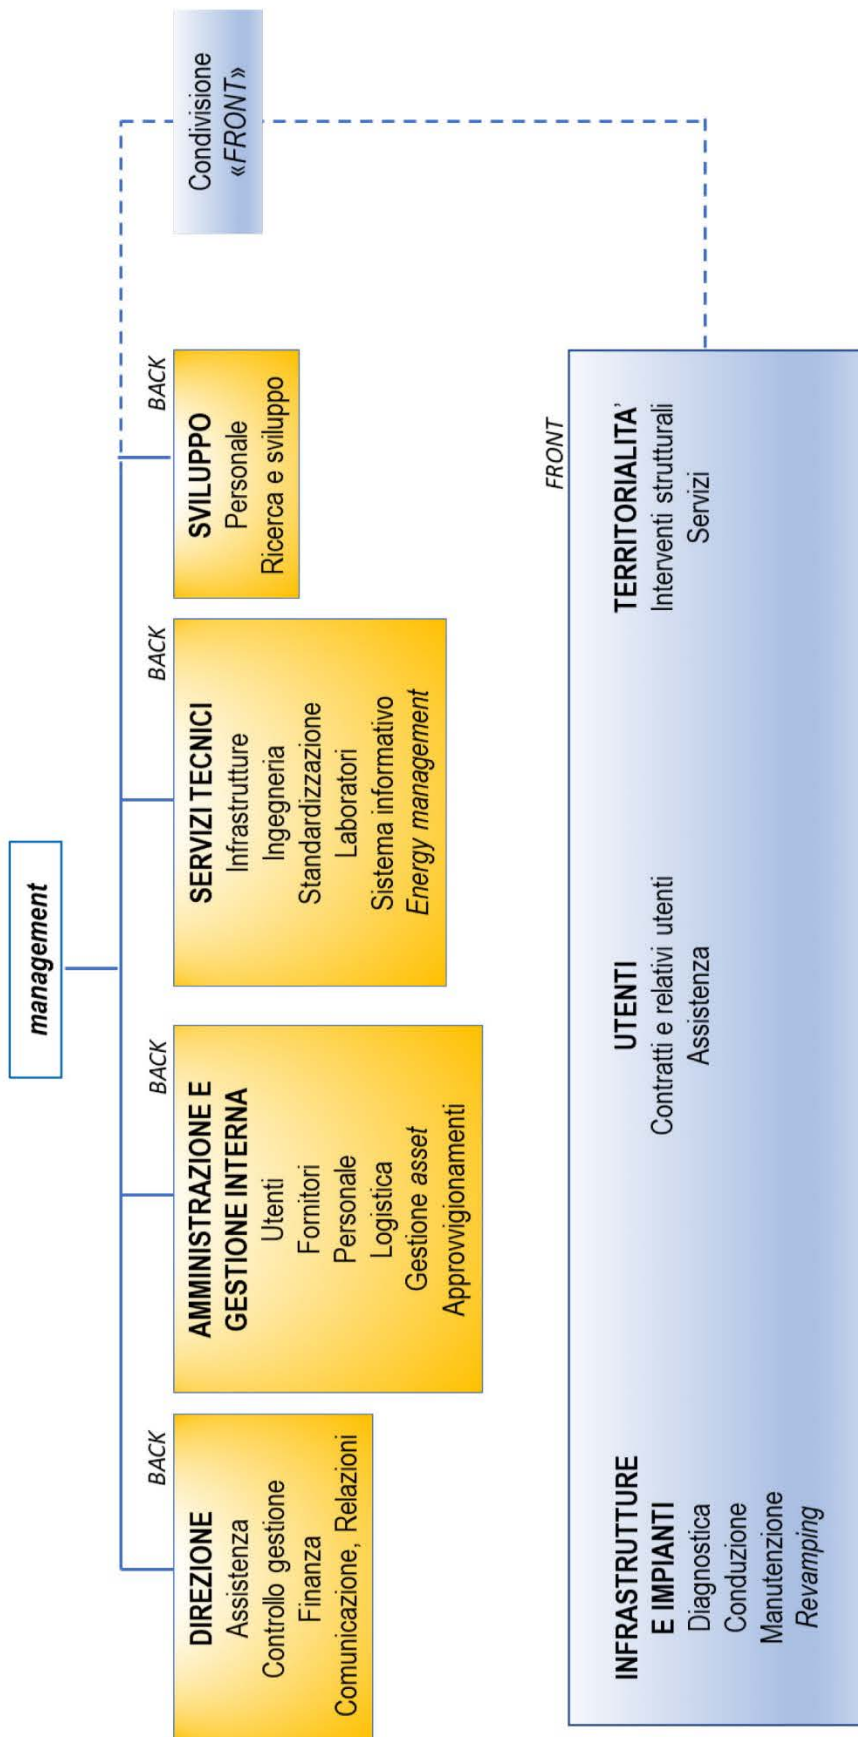 management
BACK
DIREZIONE
Assistenza
Controllo gestione
Finanza
Comunicazione, Relazioni
BACK
AMMINISTRAZIONE E
GESTIONE INTERNA
Utenti
Fornitori
Personale
Logistica
Gestione asset
Approvvigionamenti
BACK
SERVIZI TECNICI
Infrastrutture
Ingegneria
Standardizzazione
Laboratori
Sistema informativo
Energy management
BACK
SVILUPPO
Personale
Ricerca e sviluppo
Condivisione
«FRONT»
FRONT
INFRASTRUTTURE
E IMPIANTI
Diagnostica
Conduzione
Manutenzione
Revamping
UTENTI
Contratti e relativi utenti
Assistenza
TERRITORIALITA'
Interventi strutturali
Servizi